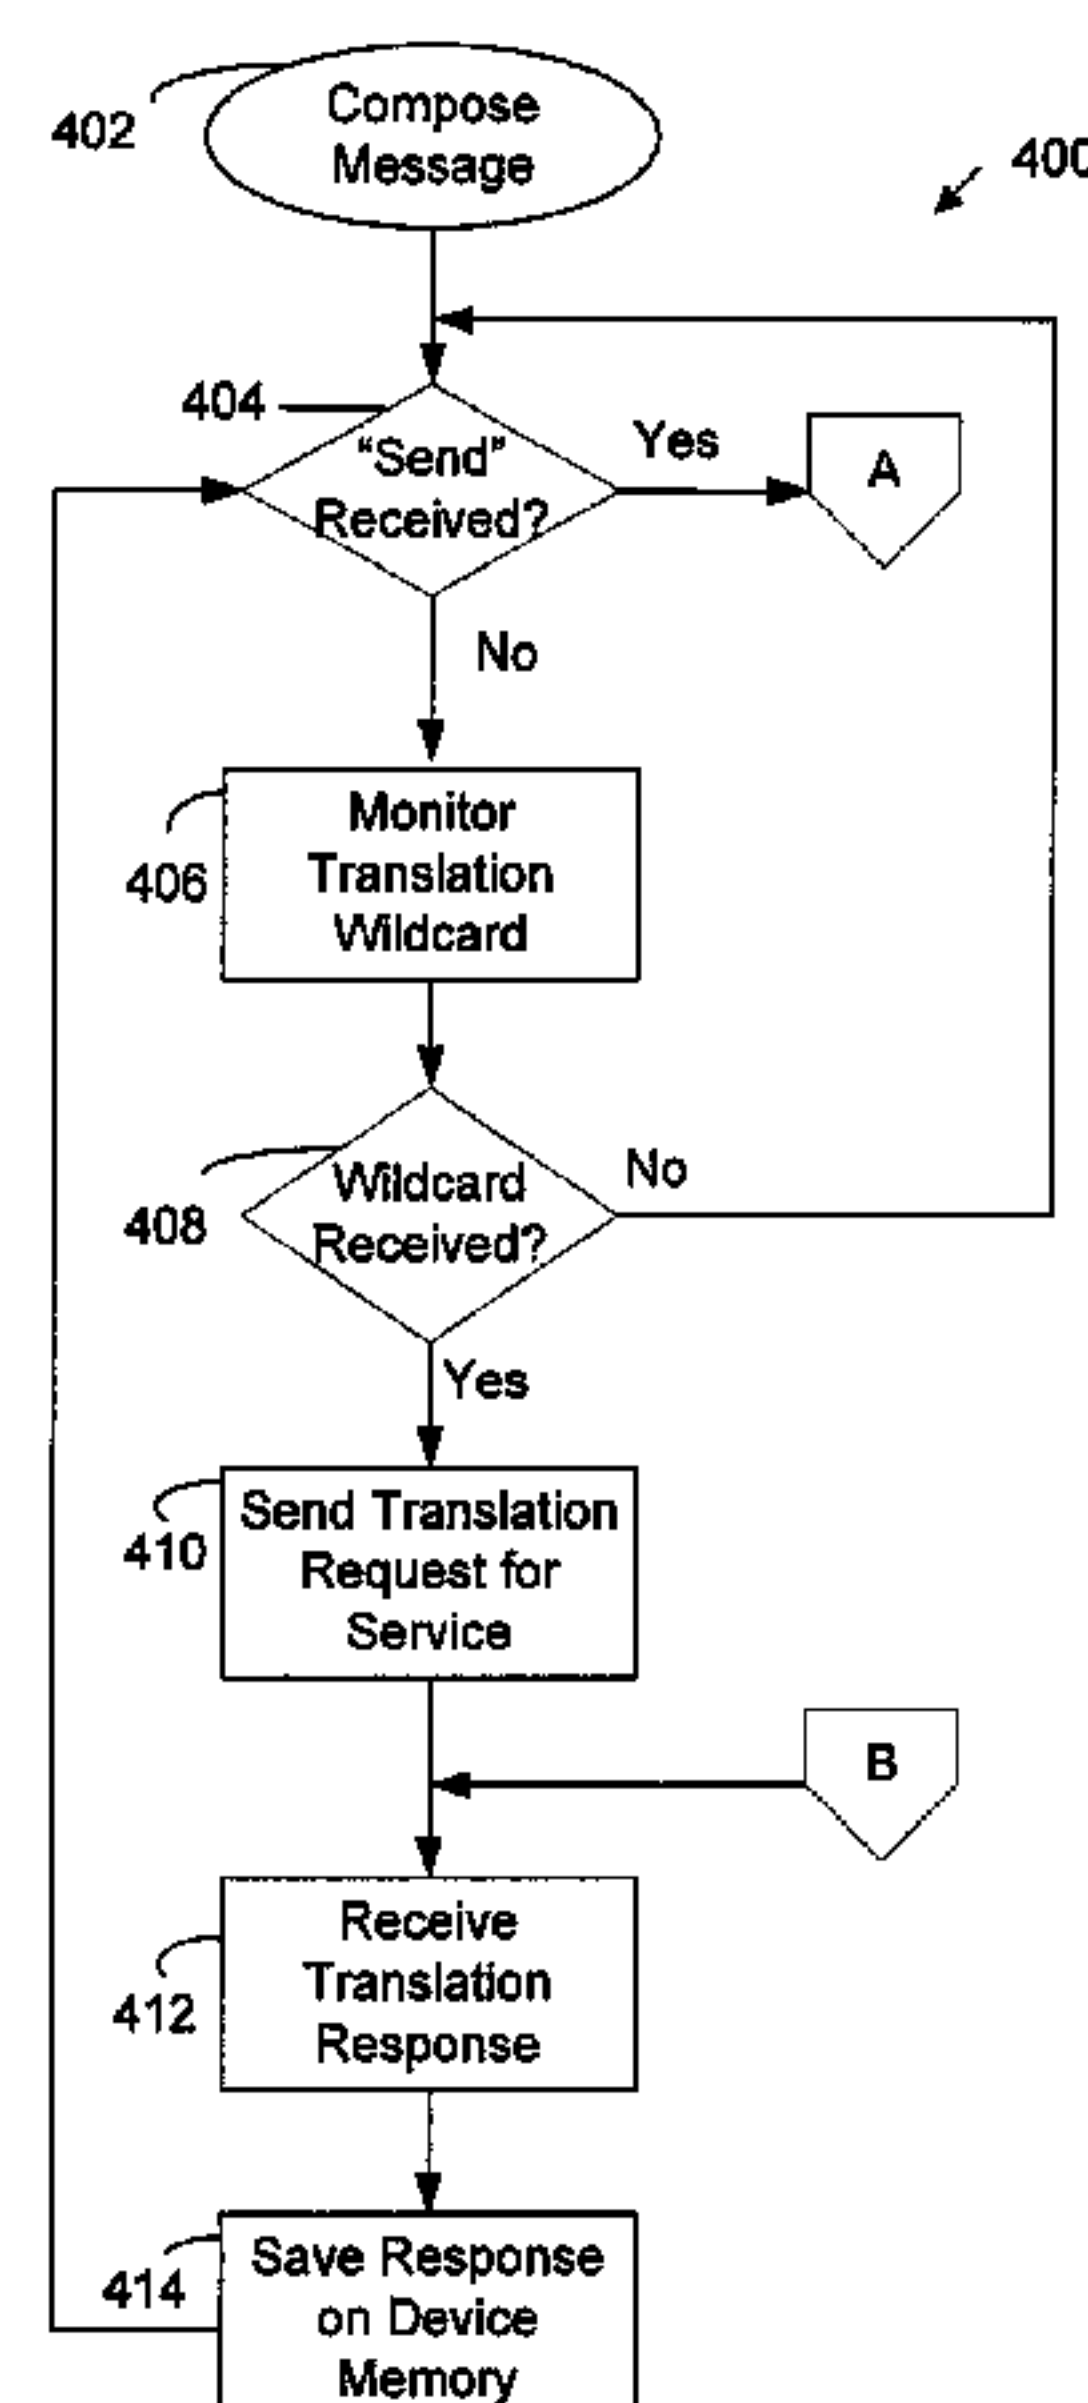 Compose
Message
402
400
404
"Send"
Received?
Yes
A
No
Monitor
Translation
Wildcard
406
Wildcard
Received?
No
408
Yes
Send Translation
Request for
Service
410
B
Receive
Translation
Response
412
Save Response
on Device
Memory
414